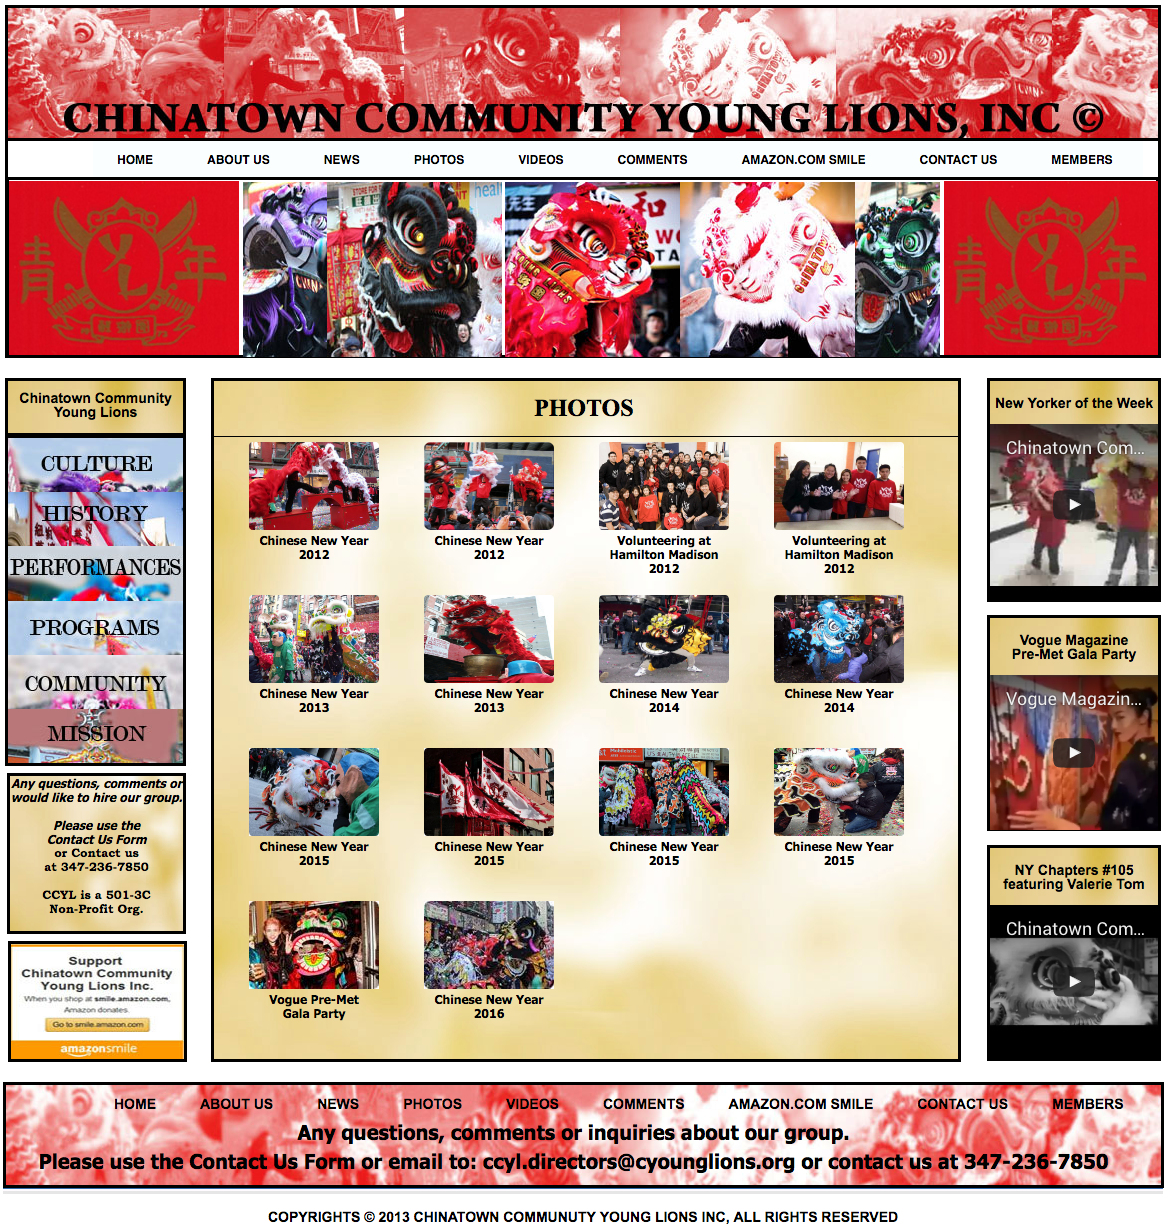 CHINATOWN COMMUNITY YOUNG LIONS, INC ©
HOME ABOUT US NEWS PHOTOS VIDEOS COMMENTS AMAZON.COM SMILE CONTACT US MEMBERS
青 YL 年
青 YL 年
Chinatown Community
Young Lions
CULTURE
HISTORY
PERFORMANCES
PROGRAMS
COMMUNITY
MISSION
Any questions, comments or
would like to hire our group.
Please use the
Contact Us Form
or Contact us
at 347-236-7850
CCYL is a 501-3C
Non-Profit Org.
Support
Chinatown Community
Young Lions Inc.
When you shop at smile.amazon.com,
Amazon donates.
Go to smile.amazon.com
amazonsmile
PHOTOS
Chinese New Year
2012
Chinese New Year
2012
Volunteering at
Hamilton Madison
2012
Volunteering at
Hamilton Madison
2012
Chinese New Year
2013
Chinese New Year
2013
Chinese New Year
2014
Chinese New Year
2014
Chinese New Year
2015
Chinese New Year
2015
Chinese New Year
2015
Chinese New Year
2015
Vogue Pre-Met
Gala Party
Chinese New Year
2016
New Yorker of the Week
Chinatown Com...
Vogue Magazine
Pre-Met Gala Party
Vogue Magazin...
NY Chapters #105
featuring Valerie Tom
Chinatown Com...
HOME ABOUT US NEWS PHOTOS VIDEOS COMMENTS AMAZON.COM SMILE CONTACT US MEMBERS
Any questions, comments or inquiries about our group.
Please use the Contact Us Form or email to: ccyl.directors@cyounglions.org or contact us at 347-236-7850
COPYRIGHTS © 2013 CHINATOWN COMMUNUTY YOUNG LIONS INC, ALL RIGHTS RESERVED